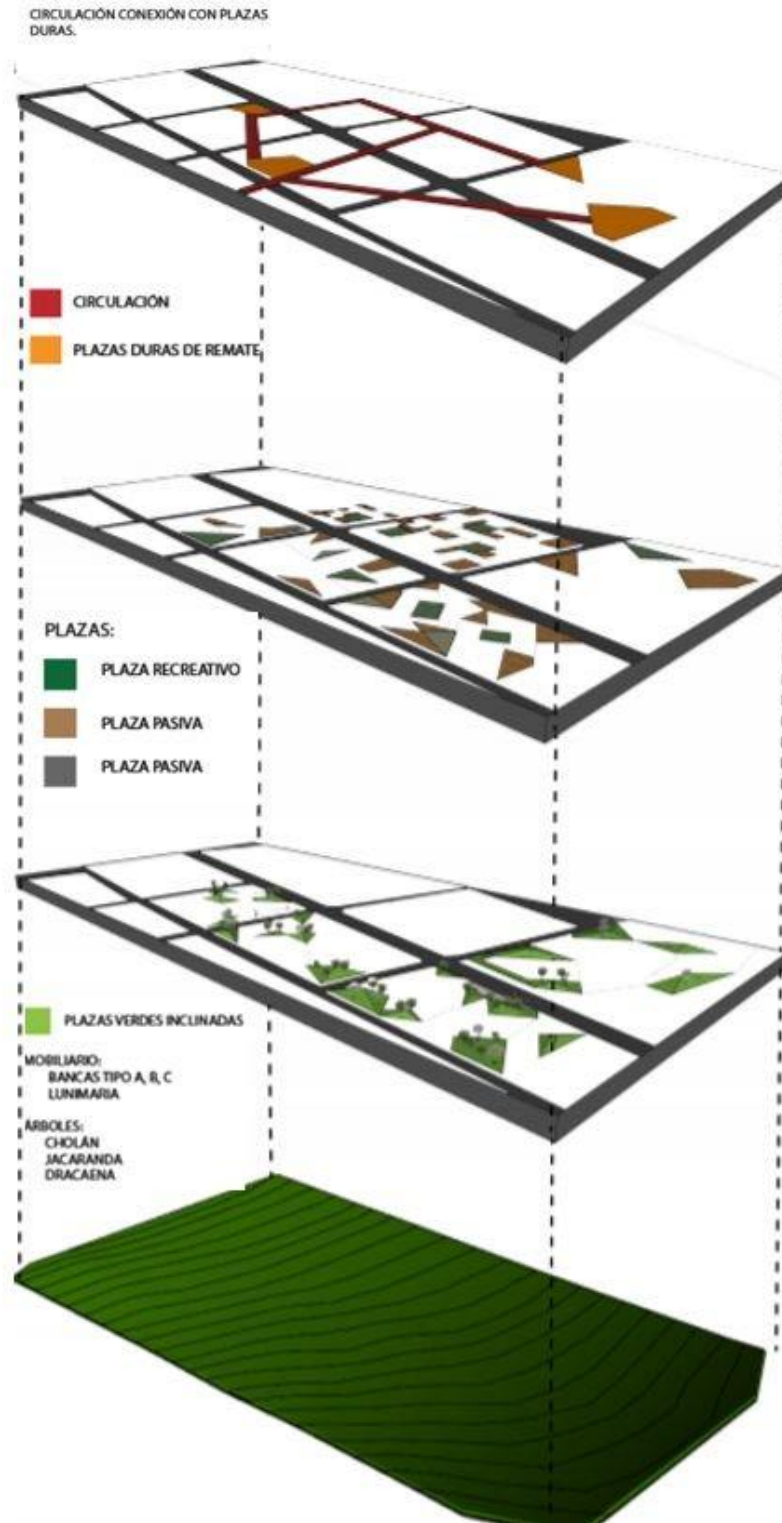 CIRCULACIÓN CONEXIÓN CON PLAZAS
DURAS.
CIRCULACIÓN
PLAZAS DURAS DE REMATE
PLAZAS:
PLAZA RECREATIVO
PLAZA PASIVA
PLAZA PASIVA
PLAZAS VERDES INCLINADAS
MOBILIARIO:
BANCAS TIPO A, B, C
LUNIMARIA
ÁRBOLES:
CHOLÁN
JACARANDA
DRACAENA